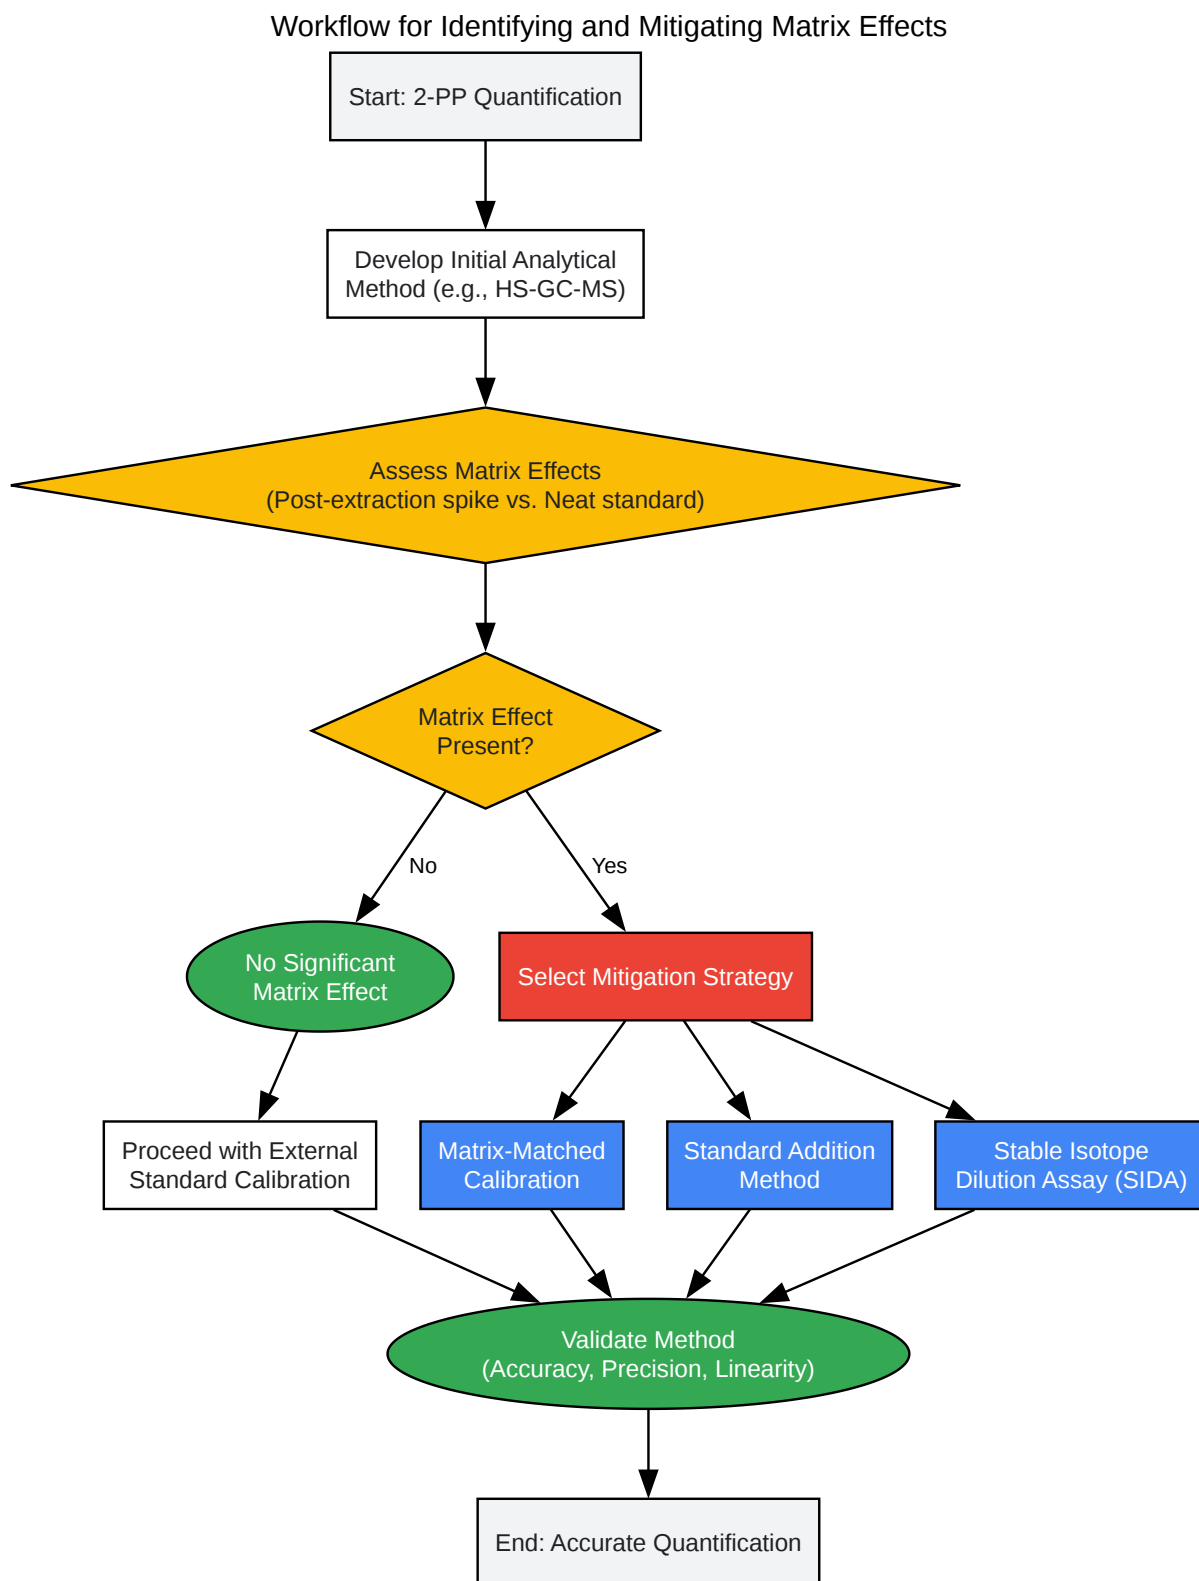 Workflow for Identifying and Mitigating Matrix Effects
Start: 2-PP Quantification
Develop Initial Analytical
Method (e.g., HS-GC-MS)
Assess Matrix Effects
(Post-extraction spike vs. Neat standard)
Matrix Effect
Present?
No
Yes
No Significant
Matrix Effect
Select Mitigation Strategy
Proceed with External
Standard Calibration
Matrix-Matched
Calibration
Standard Addition
Method
Stable Isotope
Dilution Assay (SIDA)
Validate Method
(Accuracy, Precision, Linearity)
End: Accurate Quantification